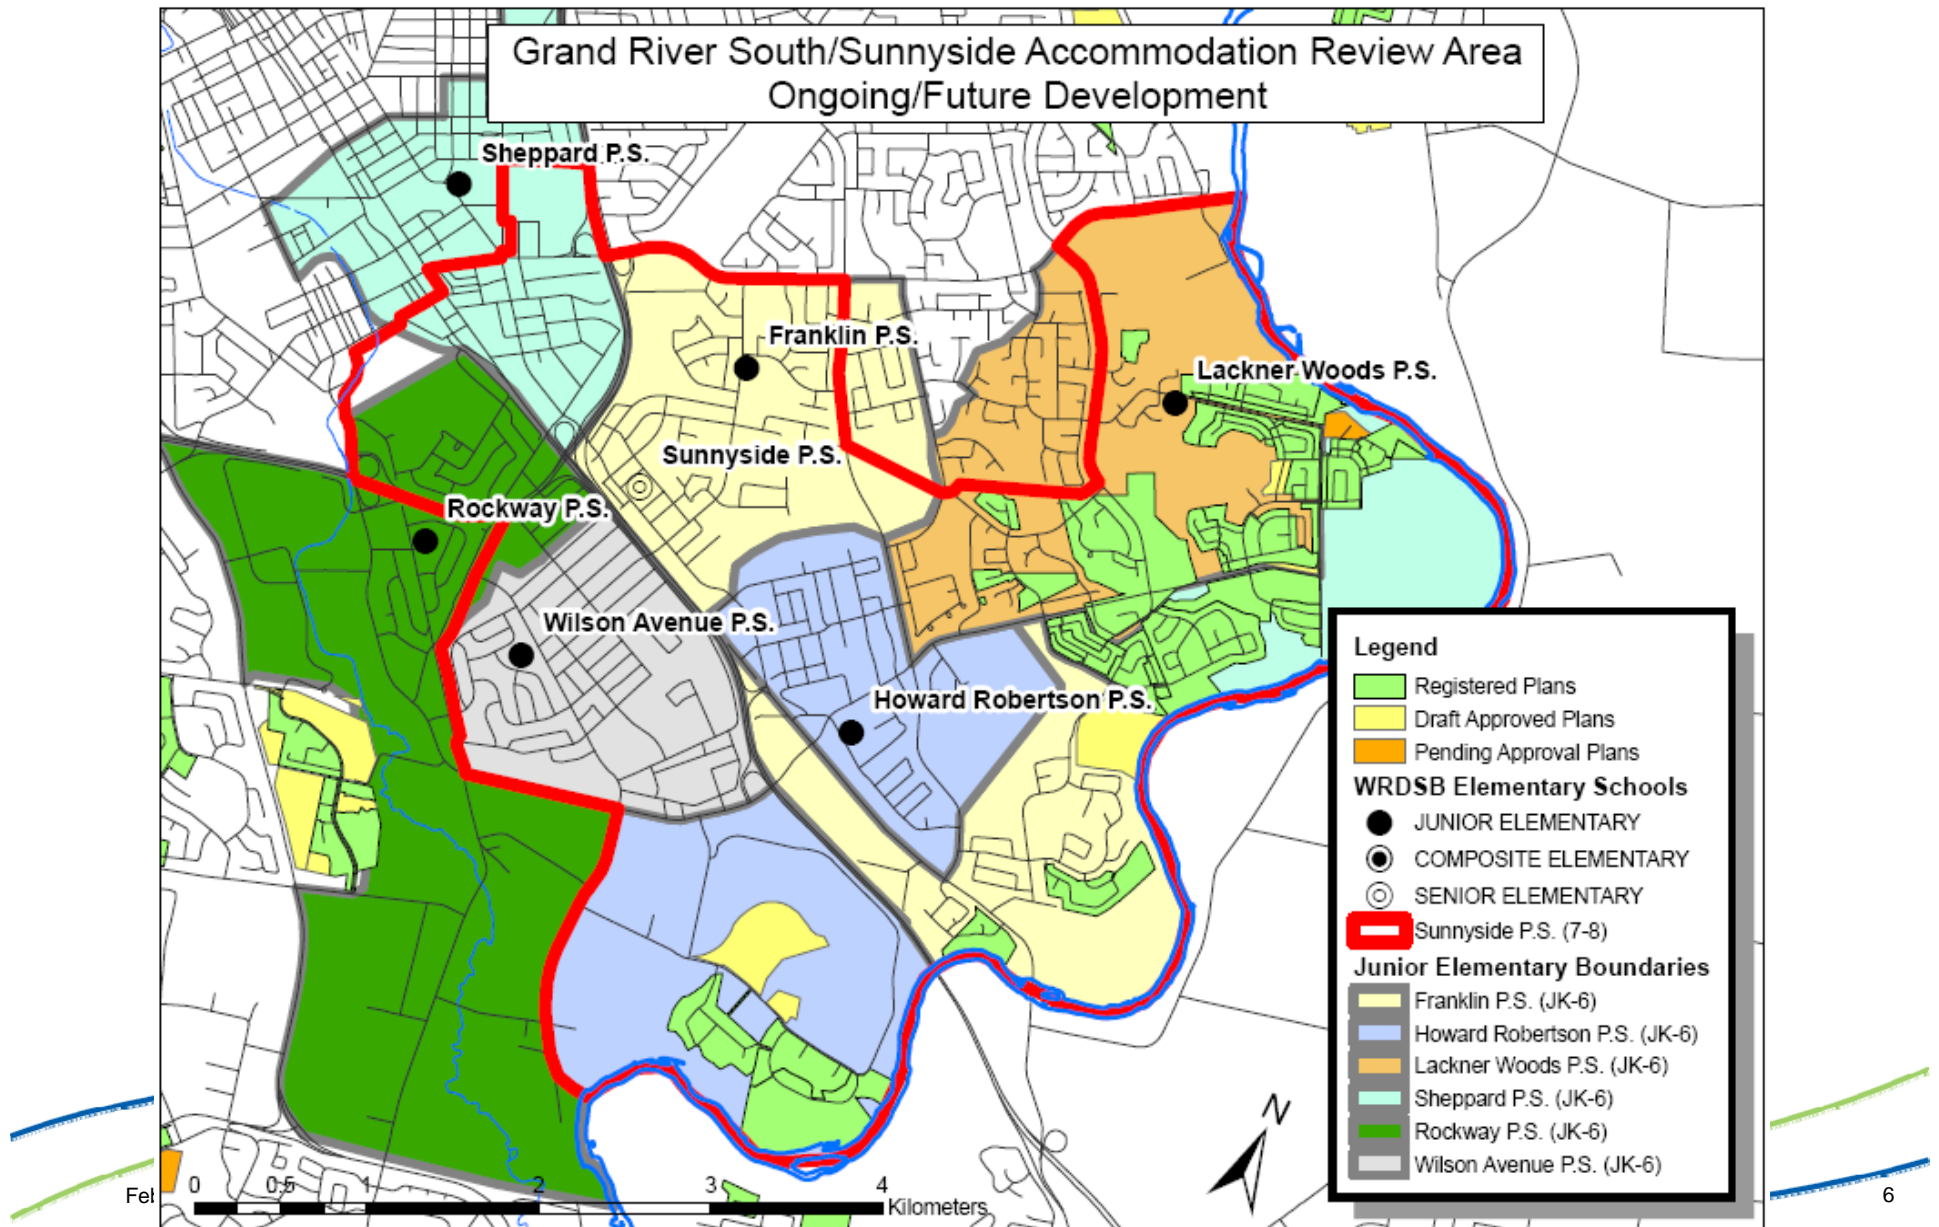 Grand River South/Sunnyside Accommodation Review Area
Ongoing/Future Development
Sheppard P.S.
Franklin P.S.
Lackner Woods P.S.
Sunnyside P.S.
Rockway P.S.
Wilson Avenue P.S.
Howard Robertson P.S.
Legend
Registered Plans
Draft Approved Plans
Pending Approval Plans
WRDSB Elementary Schools
JUNIOR ELEMENTARY
COMPOSITE ELEMENTARY
SENIOR ELEMENTARY
Sunnyside P.S. (7-8)
Junior Elementary Boundaries
Franklin P.S. (JK-6)
Howard Robertson P.S. (JK-6)
Lackner Woods P.S. (JK-6)
Sheppard P.S. (JK-6)
Rockway P.S. (JK-6)
Wilson Avenue P.S. (JK-6)
N
0 0.5 1 2 3 4
Kilometers
Feb
6